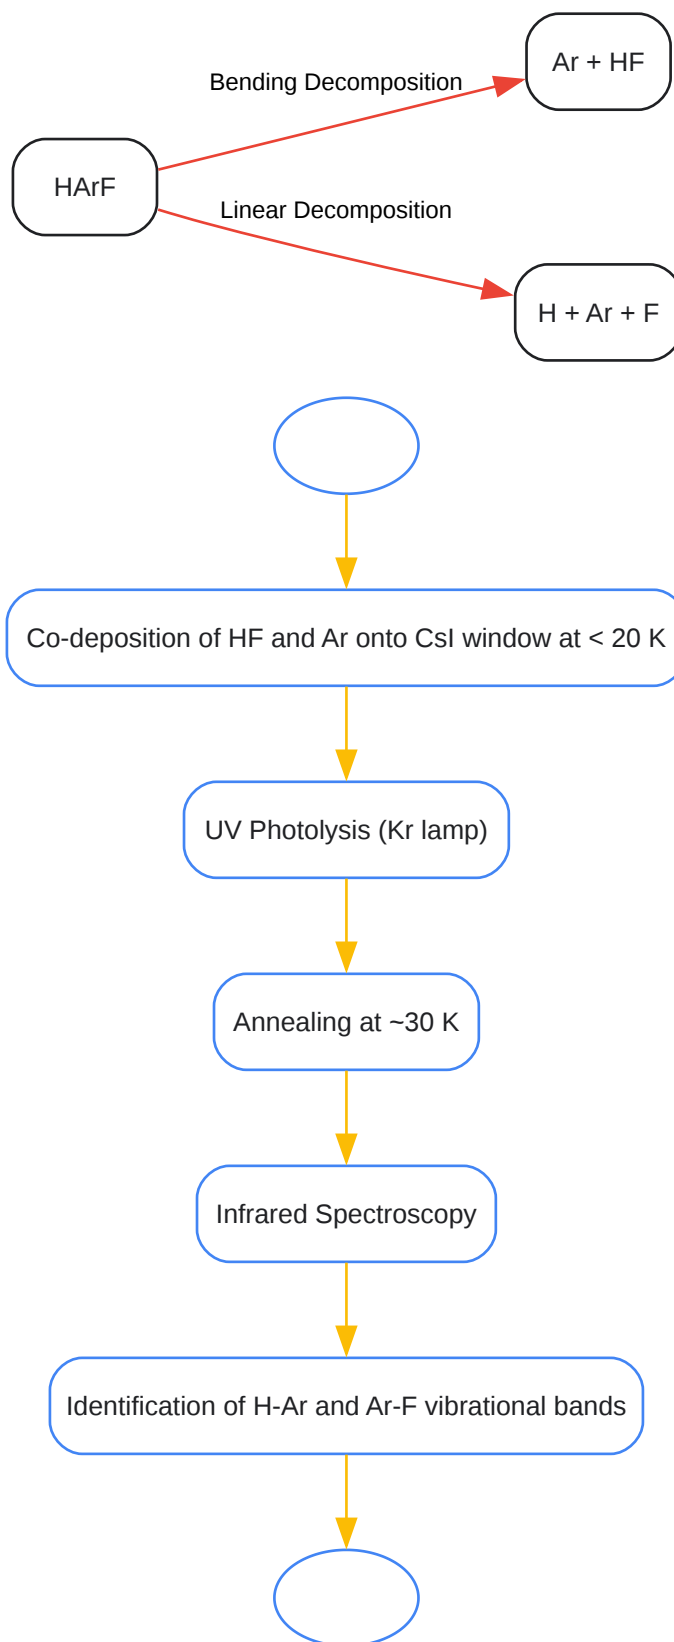 Ar + HF
Bending Decomposition
HArF
Linear Decomposition
H + Ar + F
Co-deposition of HF and Ar onto CsI window at < 20 K
UV Photolysis (Kr lamp)
Annealing at ~30 K
Infrared Spectroscopy
Identification of H-Ar and Ar-F vibrational bands